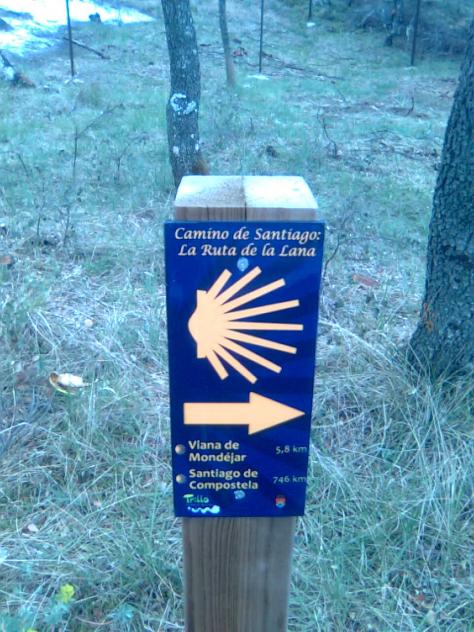 Camino de Santiago:
La Ruta de la Lana
Viana de
Mondéjar
5,8 km
Santiago de
Compostela
746 km
Trillo